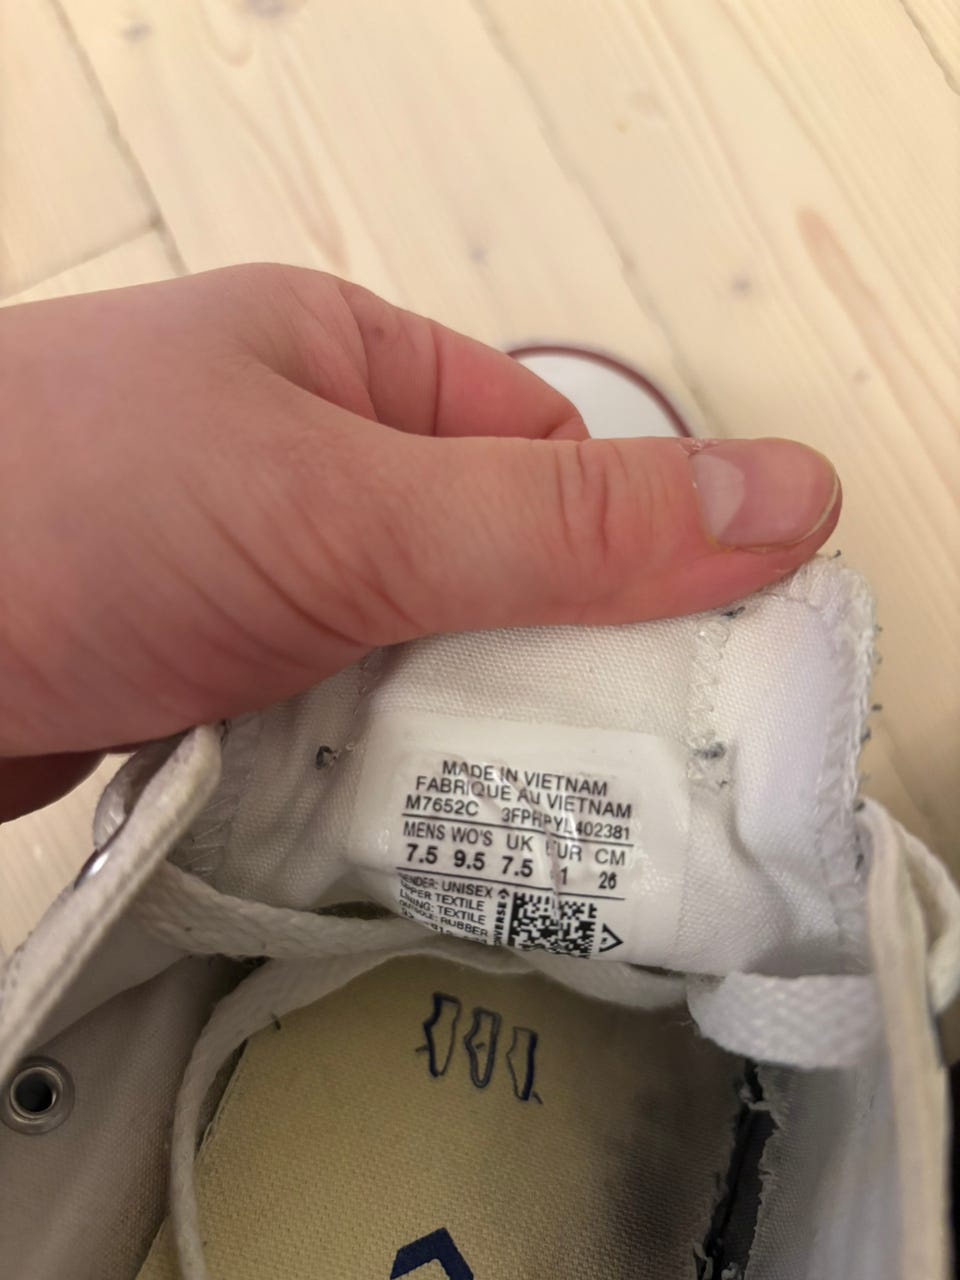 MADE IN VIETNAM
FABRIQUE AU VIETNAM
M7652C
MENS WO'S UK CM
7.5 9.5 7.5 26
UNISEX
TEXTILE
LINING: TEXTILE
RUBBER